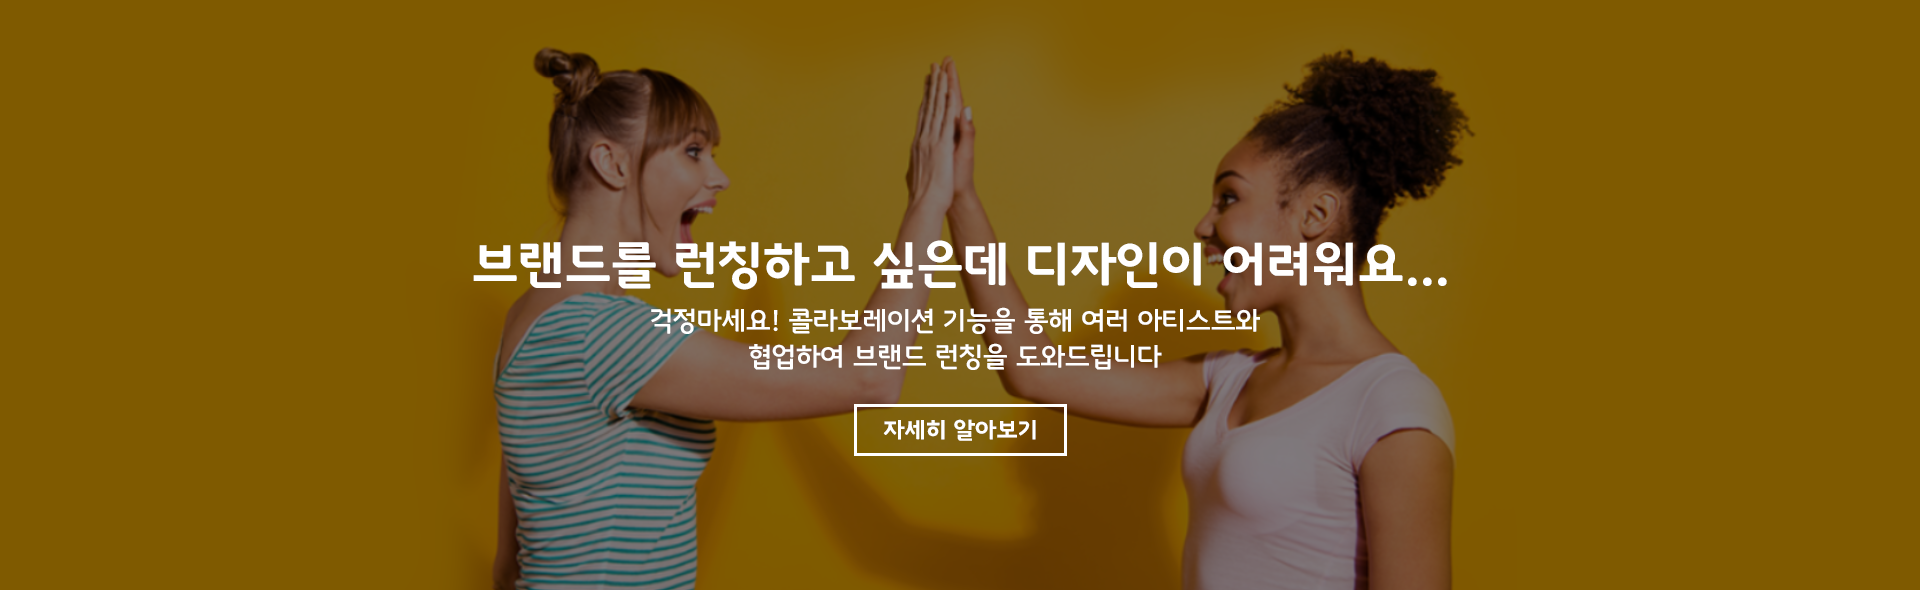 브랜드를 런칭하고 싶은데 디자인이 어려워요...
걱정마세요! 콜라보레이션 기능을 통해 여러 아티스트와
협업하여 브랜드 런칭을 도와드립니다
자세히 알아보기